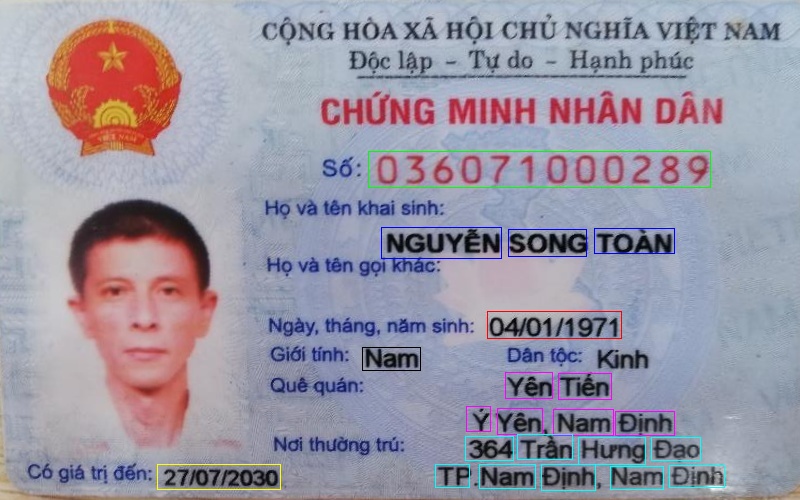 CỘNG HÒA XÃ HỘI CHỦ NGHĨA VIỆT NAM
Độc lập - Tự do - Hạnh phúc
CHỨNG MINH NHÂN DÂN
Số: 036071000289
Họ và tên khai sinh:
NGUYỄN SONG TOÀN
Họ và tên gọi khác:
Ngày, tháng, năm sinh: 04/01/1971
Giới tính: Nam Dân tộc: Kinh
Quê quán: Yên Tiến
Ý Yên, Nam Định
Nơi thường trú: 364 Trần Hưng Đạo
TP.Nam Định, Nam Định
Có giá trị đến: 27/07/2030
VIỆT NAM